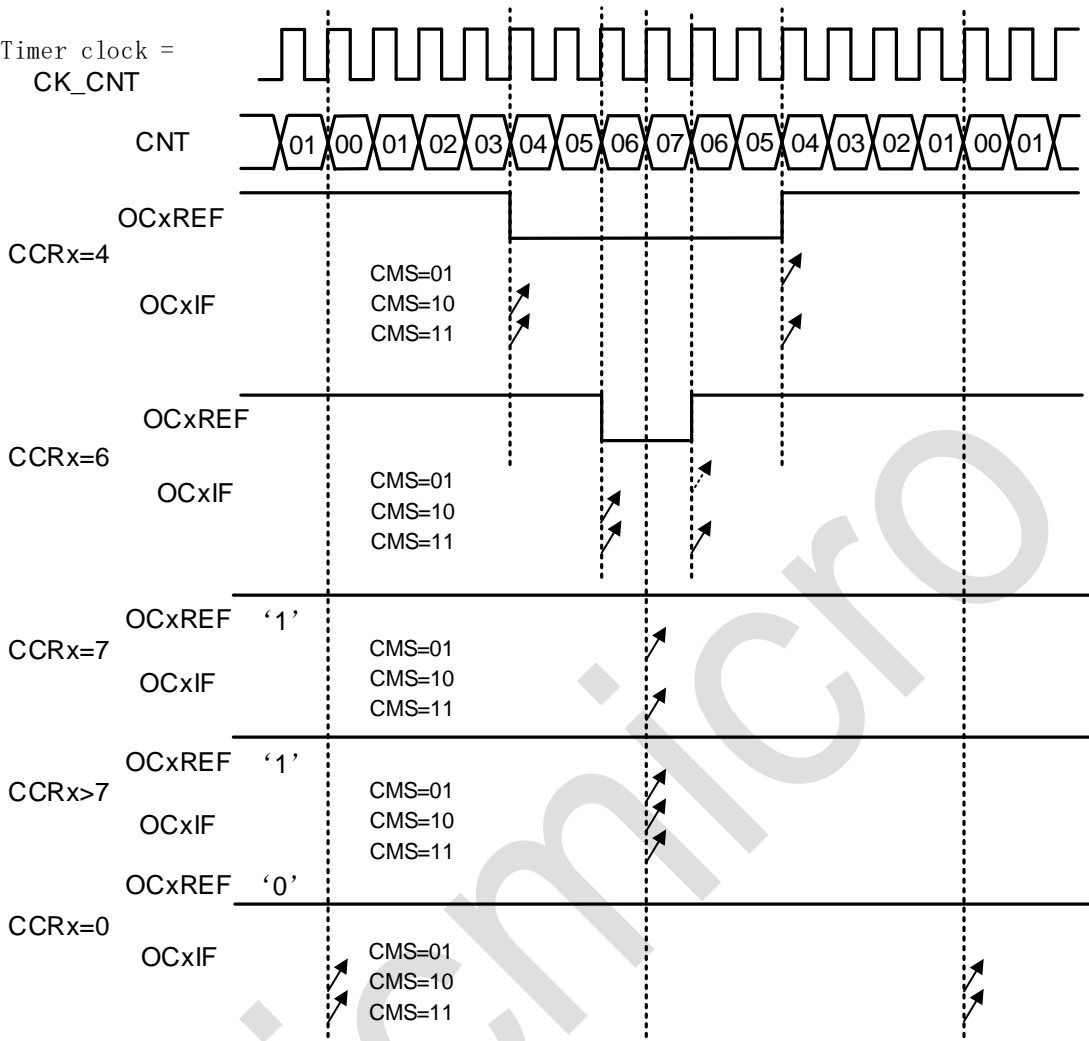 Timer clock =
CK_CNT
CNT 01 00 01 02 03 04 05 06 07 06 05 04 03 02 01 00 01
OCxREF
CCRx=4
OCxIF
CMS=01
CMS=10
CMS=11
OCxREF
CCRx=6
OCxIF
CMS=01
CMS=10
CMS=11
OCxREF ‘1’
CCRx=7
OCxIF
CMS=01
CMS=10
CMS=11
OCxREF ‘1’
CCRx>7
OCxIF
CMS=01
CMS=10
CMS=11
OCxREF ‘0’
CCRx=0
OCxIF
CMS=01
CMS=10
CMS=11
icmicro